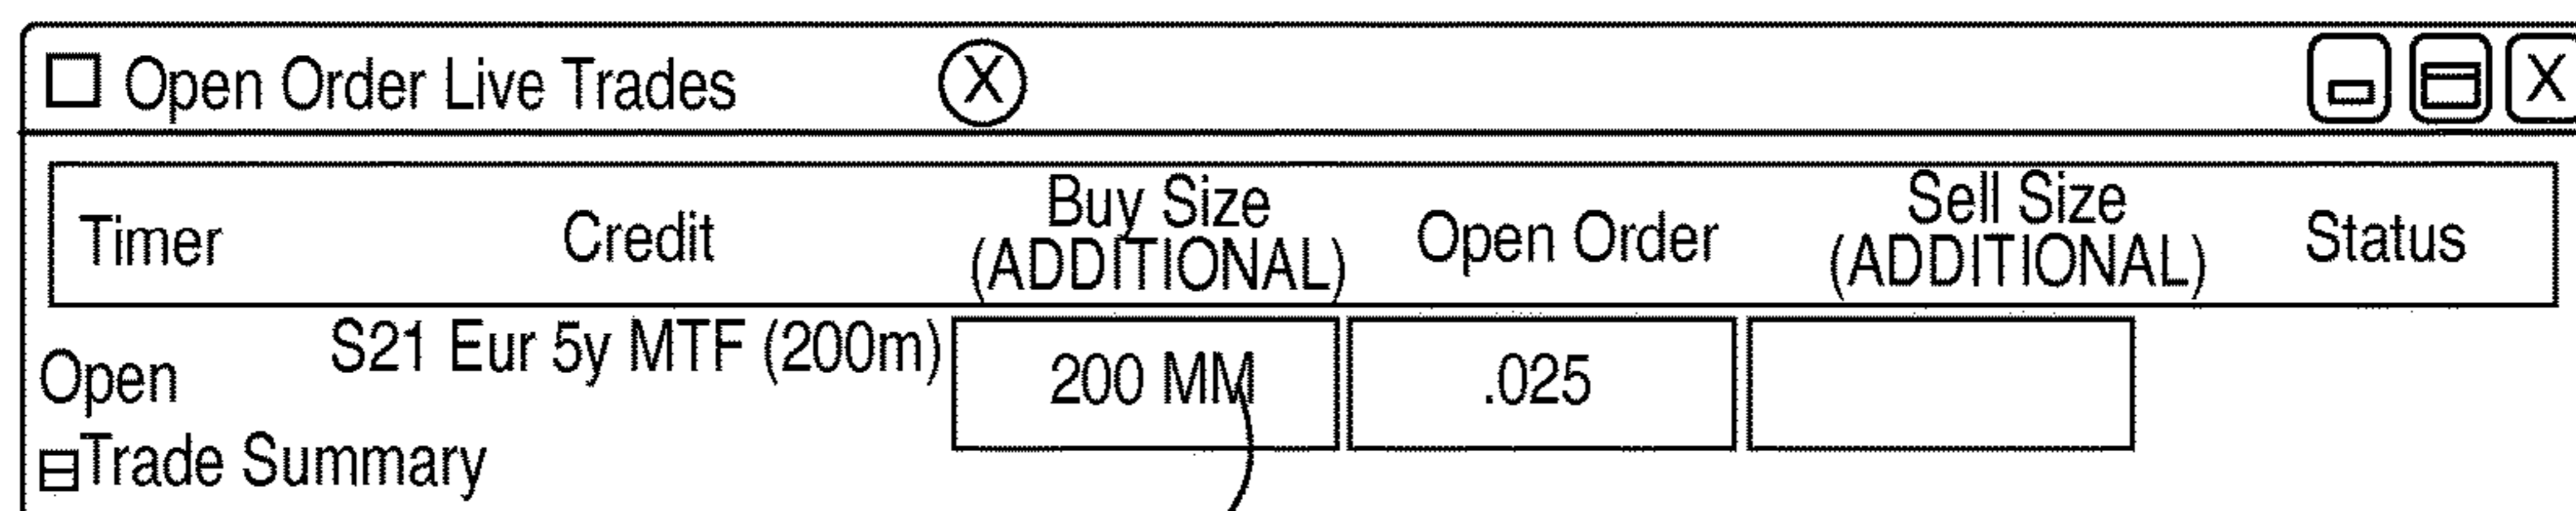 Open Order Live Trades X X
Timer Credit Buy Size (ADDITIONAL) Open Order Sell Size (ADDITIONAL) Status
Open S21 Eur 5y MTF (200m) 200 MM .025
Trade Summary